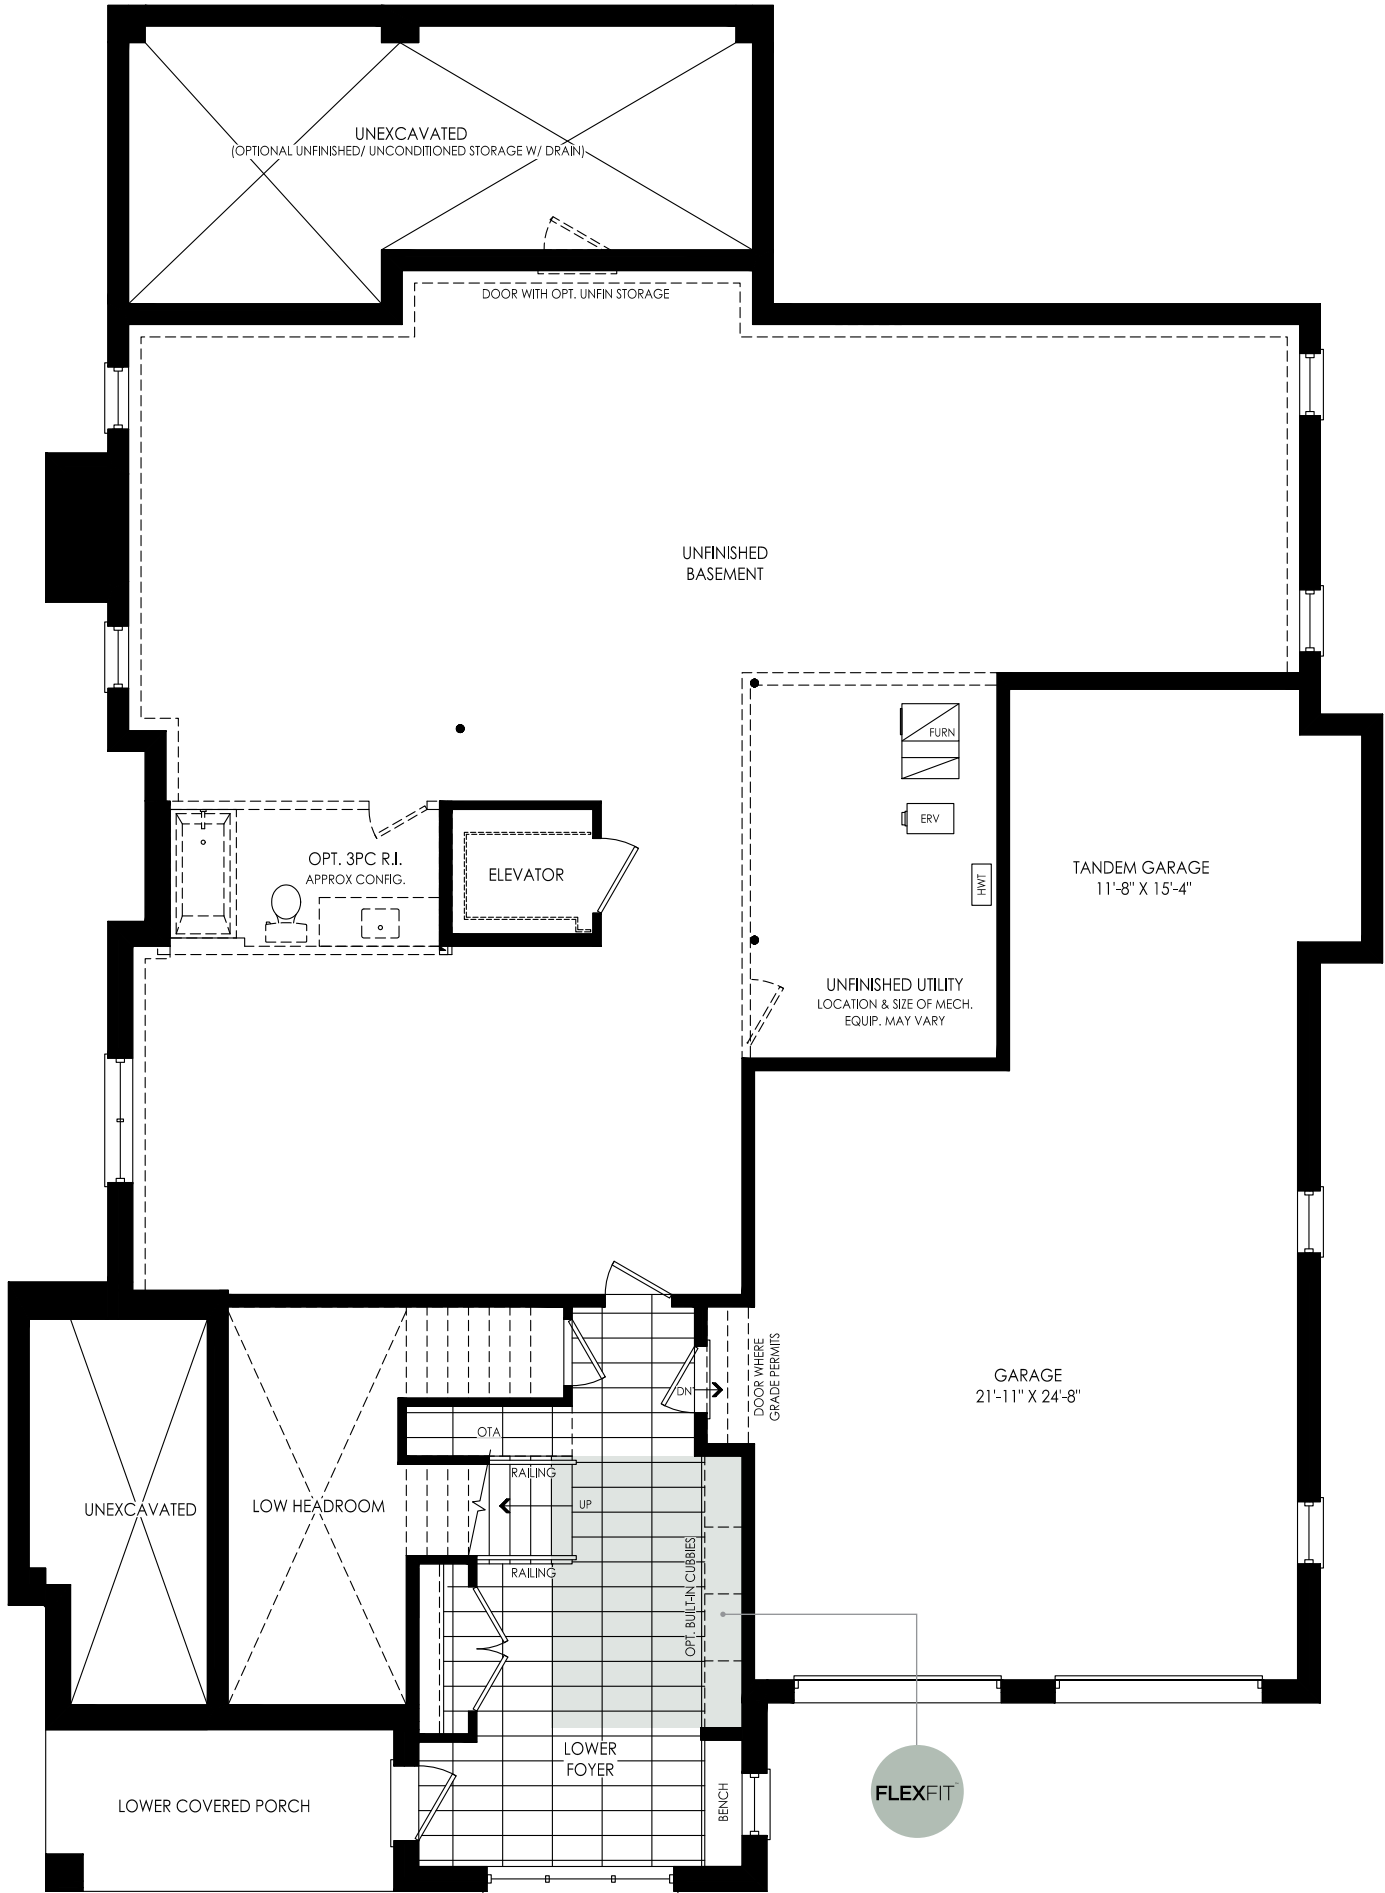 UNEXCAVATED
(OPTIONAL UNFINISHED/ UNCONDITIONED STORAGE W/ DRAIN)
DOOR WITH OPT. UNFIN STORAGE
UNFINISHED
BASEMENT
FURN
ERV
HWT
OPT. 3PC R.I.
APPROX CONFIG.
ELEVATOR
TANDEM GARAGE
11'-8" X 15'-4"
UNFINISHED UTILITY
LOCATION & SIZE OF MECH.
EQUIP. MAY VARY
DOOR WHERE
GRADE PERMITS
DN
GARAGE
21'-11" X 24'-8"
OTA
RAILING
UP
RAILING
UNEXCAVATED
LOW HEADROOM
OPT. BUILT-IN CUBBIES
LOWER
FOYER
BENCH
LOWER COVERED PORCH
FLEXFIT™